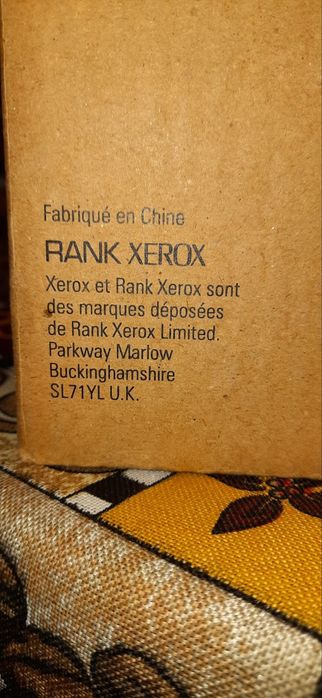 Fabriqué en Chine
RANK XEROX
Xerox et Rank Xerox sont
des marques déposées
de Rank Xerox Limited.
Parkway Marlow
Buckinghamshire
SL71YL U.K.